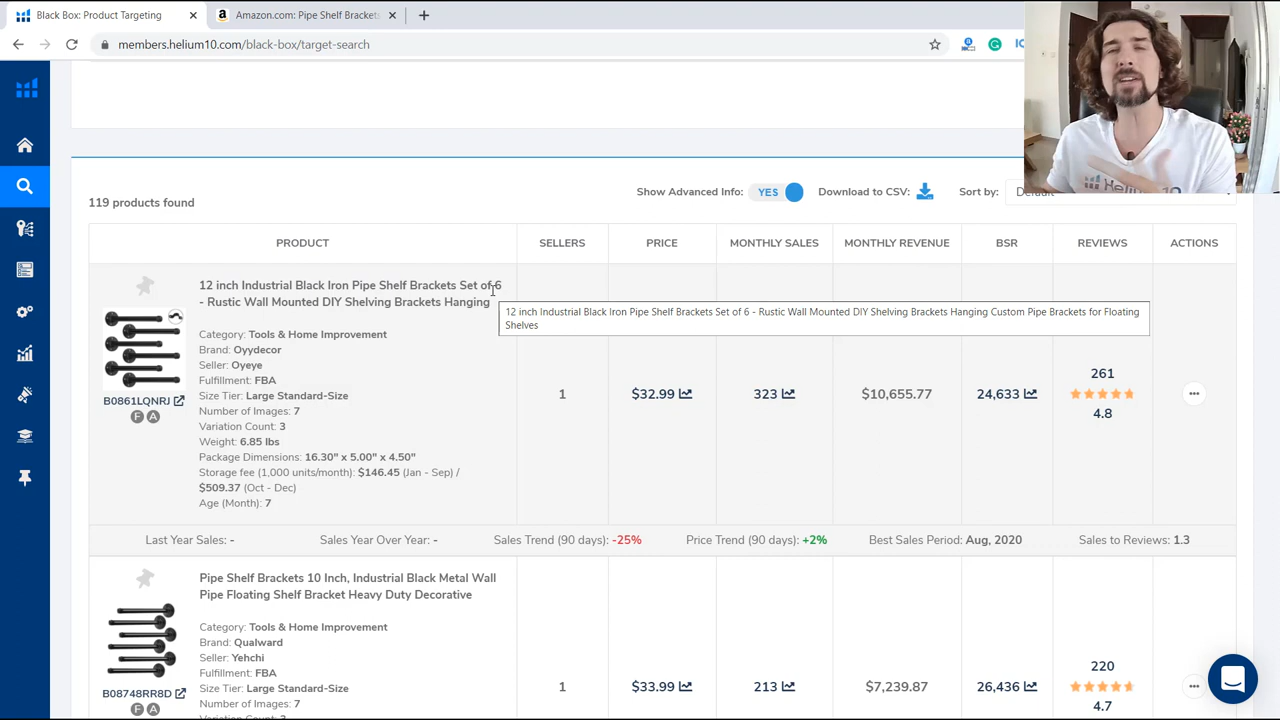 Black Box: Product Targeting
Amazon.com: Pipe Shelf Brackets
members.helium10.com/black-box/target-search
119 products found
Show Advanced Info:
YES
Download to CSV:
Sort by:
Default
PRODUCT
SELLERS
PRICE
MONTHLY SALES
MONTHLY REVENUE
BSR
REVIEWS
ACTIONS
12 inch Industrial Black Iron Pipe Shelf Brackets Set of 6
- Rustic Wall Mounted DIY Shelving Brackets Hanging
12 inch Industrial Black Iron Pipe Shelf Brackets Set of 6 - Rustic Wall Mounted DIY Shelving Brackets Hanging Custom Pipe Brackets for Floating
Shelves
Category: Tools & Home Improvement
Brand: Oyydecor
Seller: Oyeye
Fulfillment: FBA
Size Tier: Large Standard-Size
Number of Images: 7
Variation Count: 3
Weight: 6.85 lbs
Package Dimensions: 16.30" x 5.00" x 4.50"
Storage fee (1,000 units/month): $146.45 (Jan - Sep) /
$509.37 (Oct - Dec)
Age (Month): 7
B0861LQNRJ
F A
1
$32.99
323
$10,655.77
24,633
261
4.8
Last Year Sales: -
Sales Year Over Year: -
Sales Trend (90 days): -25%
Price Trend (90 days): +2%
Best Sales Period: Aug, 2020
Sales to Reviews: 1.3
Pipe Shelf Brackets 10 Inch, Industrial Black Metal Wall
Pipe Floating Shelf Bracket Heavy Duty Decorative
Category: Tools & Home Improvement
Brand: Qualward
Seller: Yehchi
Fulfillment: FBA
Size Tier: Large Standard-Size
Number of Images: 7
Variation Count: 2
B08748RR8D
F A
1
$33.99
213
$7,239.87
26,436
220
4.7